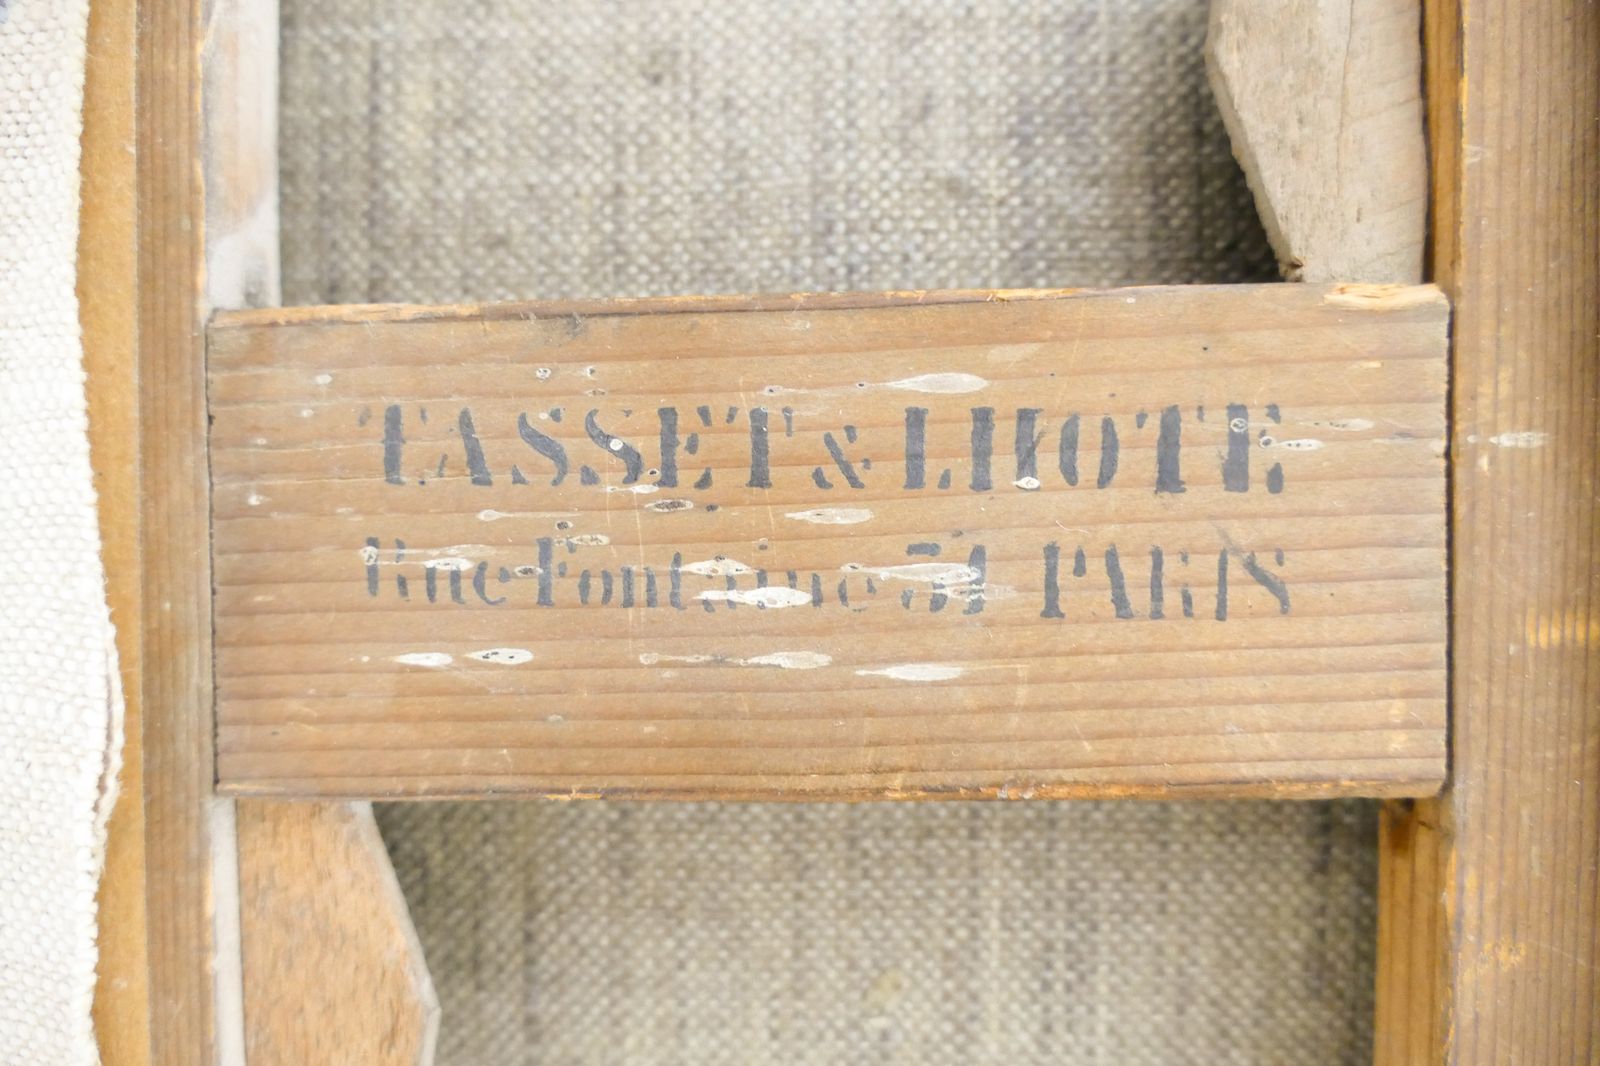 TASSET & LHOTE
Rue Fontaine 31 PARIS